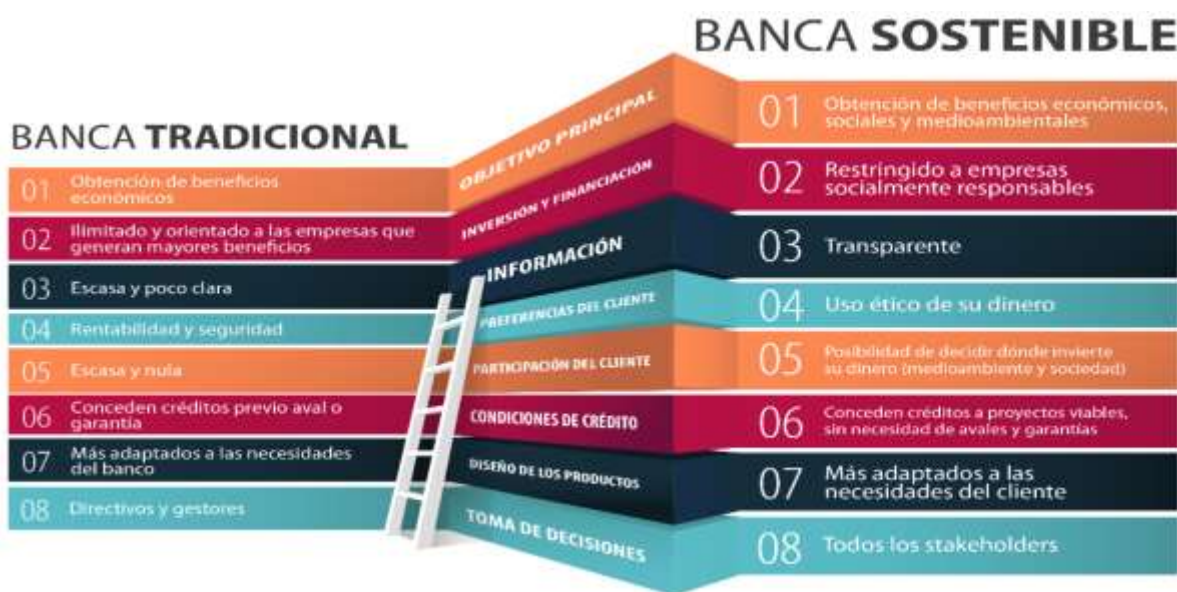 BANCA SOSTENIBLE
BANCA TRADICIONAL
01
Obtención de beneficios
económicos
OBJETIVO PRINCIPAL
01
Obtención de beneficios económicos,
sociales y medioambientales
02
Ilimitado y orientado a las empresas que
generan mayores beneficios
INVERSIÓN Y FINANCIACIÓN
02
Restringido a empresas
socialmente responsables
03
Escasa y poco clara
INFORMACIÓN
03
Transparente
04
Rentabilidad y seguridad
PREFERENCIAS DEL CLIENTE
04
Uso ético de su dinero
05
Escasa y nula
PARTICIPACIÓN DEL CLIENTE
05
Posibilidad de decidir dónde invierte
su dinero (medioambiente y sociedad)
06
Conceden créditos previo aval o
garantía
CONDICIONES DE CRÉDITO
06
Conceden créditos a proyectos viables,
sin necesidad de avales y garantías
07
Más adaptados a las necesidades
del banco
DISEÑO DE LOS PRODUCTOS
07
Más adaptados a las
necesidades del cliente
08
Directivos y gestores
TOMA DE DECISIONES
08
Todos los stakeholders